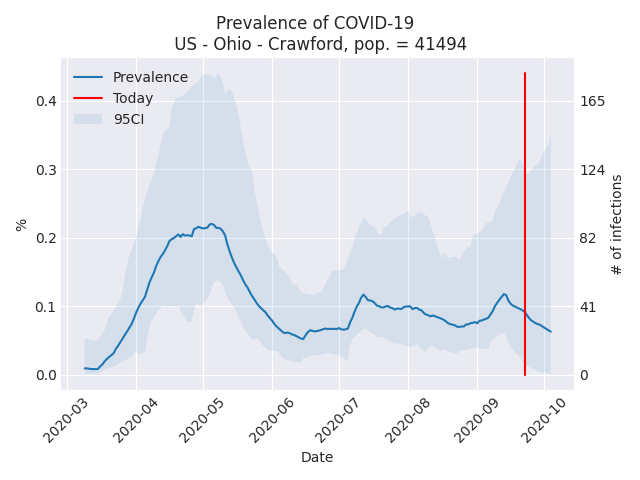 Prevalence of COVID-19
US - Ohio - Crawford, pop. = 41494
Prevalence
Today
95CI
0.4
0.3
0.2
0.1
0.0
%
165
124
82
41
0
# of infections
2020-03
2020-04
2020-05
2020-06
2020-07
2020-08
2020-09
2020-10
Date